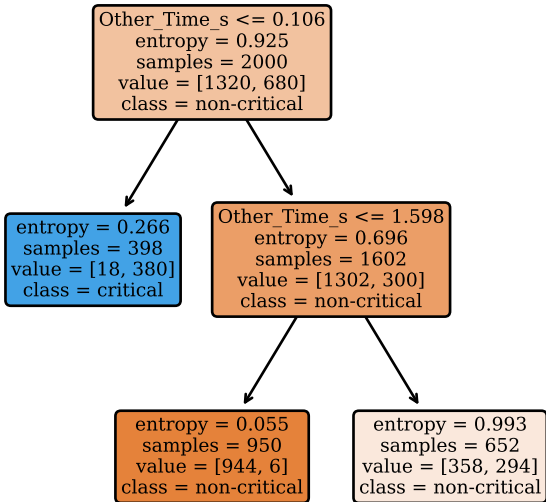 Other_Time_s <= 0.106
entropy = 0.925
samples = 2000
value = [1320, 680]
class = non-critical
entropy = 0.266
samples = 398
value = [18, 380]
class = critical
Other_Time_s <= 1.598
entropy = 0.696
samples = 1602
value = [1302, 300]
class = non-critical
entropy = 0.055
samples = 950
value = [944, 6]
class = non-critical
entropy = 0.993
samples = 652
value = [358, 294]
class = non-critical